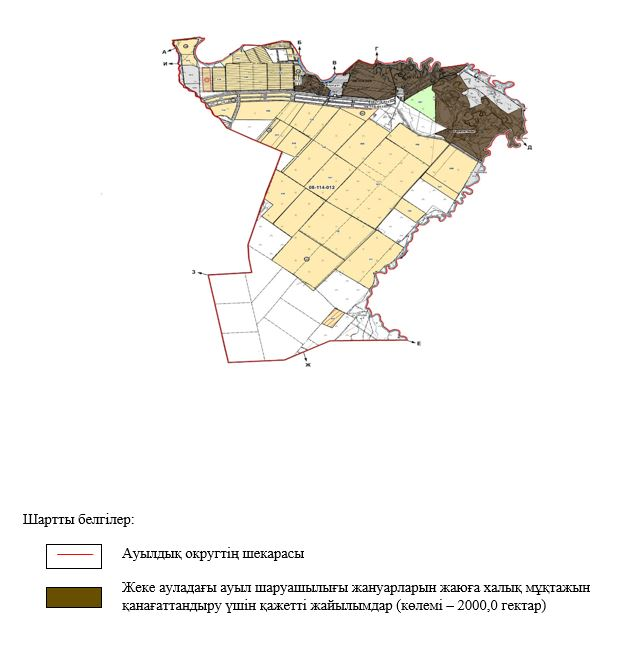 А
Б
Г
И
В
Д
08-114-012
З
Е
Ж
Шартты белгілер:
Ауылдық округтің шекарасы
Жеке ауладағы ауыл шаруашылығы жануарларын жаюға халық мұқтажын
қанағаттандыру үшін қажетті жайылымдар (көлемі – 2000,0 гектар)